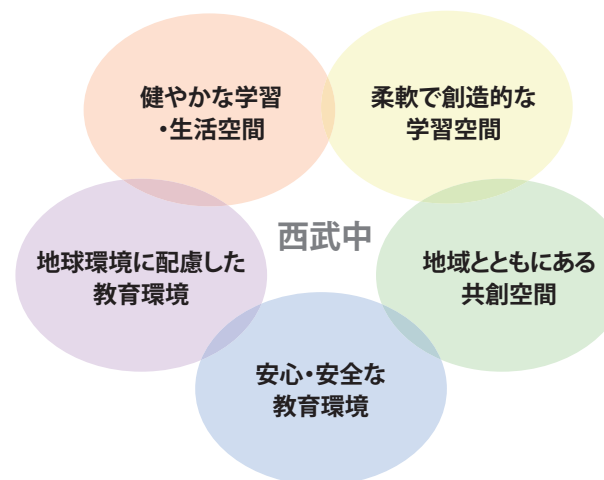 健やかな学習
・生活空間
柔軟で創造的な
学習空間
西武中
地球環境に配慮した
教育環境
地域とともにある
共創空間
安心・安全な
教育環境